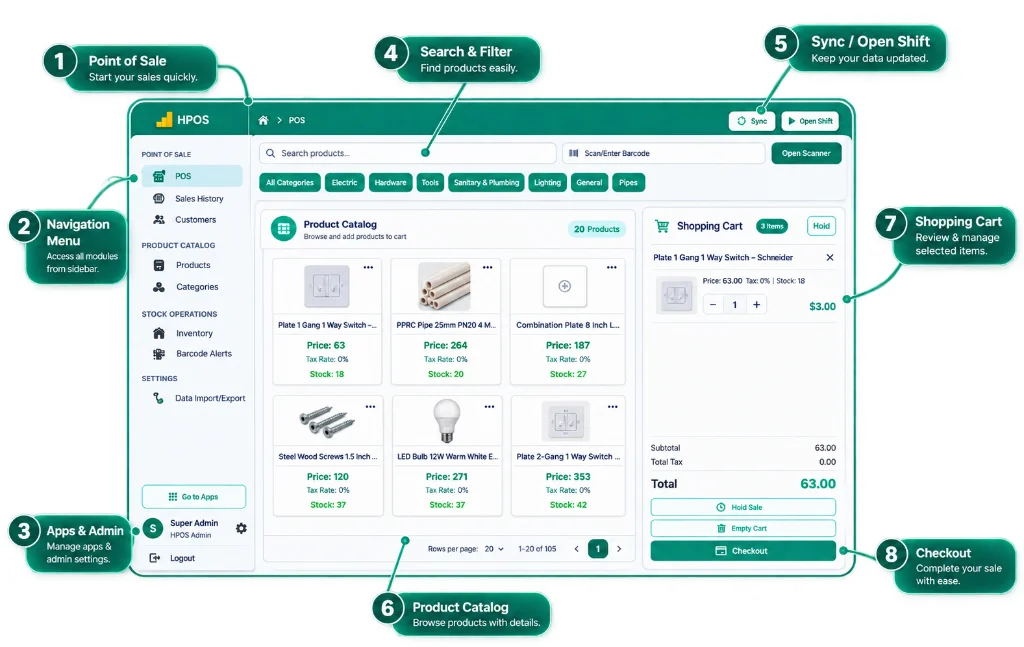 1
Point of Sale
Start your sales quickly.
4
Search & Filter
Find products easily.
5
Sync / Open Shift
Keep your data updated.
HPOS
> POS
Sync
Open Shift
POINT OF SALE
POS
Sales History
Customers
PRODUCT CATALOG
Products
Categories
STOCK OPERATIONS
Inventory
Barcode Alerts
SETTINGS
Data Import/Export
Go to Apps
S
Super Admin
HPOS Admin
Logout
2
Navigation
Menu
Access all modules
from sidebar.
3
Apps & Admin
Manage apps &
admin settings.
Search products...
Scan/Enter Barcode
Open Scanner
All Categories
Electric
Hardware
Tools
Sanitary & Plumbing
Lighting
General
Pipes
Product Catalog
Browse and add products to cart
20 Products
Plate 1 Gang 1 Way Switch –...
Price: 63
Tax Rate: 0%
Stock: 18
PPRC Pipe 25mm PN20 4 M...
Price: 264
Tax Rate: 0%
Stock: 20
Combination Plate 8 Inch L...
Price: 187
Tax Rate: 0%
Stock: 27
Steel Wood Screws 1.5 Inch ...
Price: 120
Tax Rate: 0%
Stock: 37
LED Bulb 12W Warm White E...
Price: 271
Tax Rate: 0%
Stock: 37
Plate 2-Gang 1 Way Switch ...
Price: 353
Tax Rate: 0%
Stock: 42
Rows per page: 20
1–20 of 105
< 1 >
Shopping Cart
3 Items
Hold
Plate 1 Gang 1 Way Switch – Schneider
Price: 63.00 Tax: 0% | Stock: 18
− 1 +
$3.00
Subtotal 63.00
Total Tax 0.00
Total 63.00
Hold Sale
Empty Cart
Checkout
7
Shopping Cart
Review & manage
selected items.
8
Checkout
Complete your sale
with ease.
6
Product Catalog
Browse products with details.